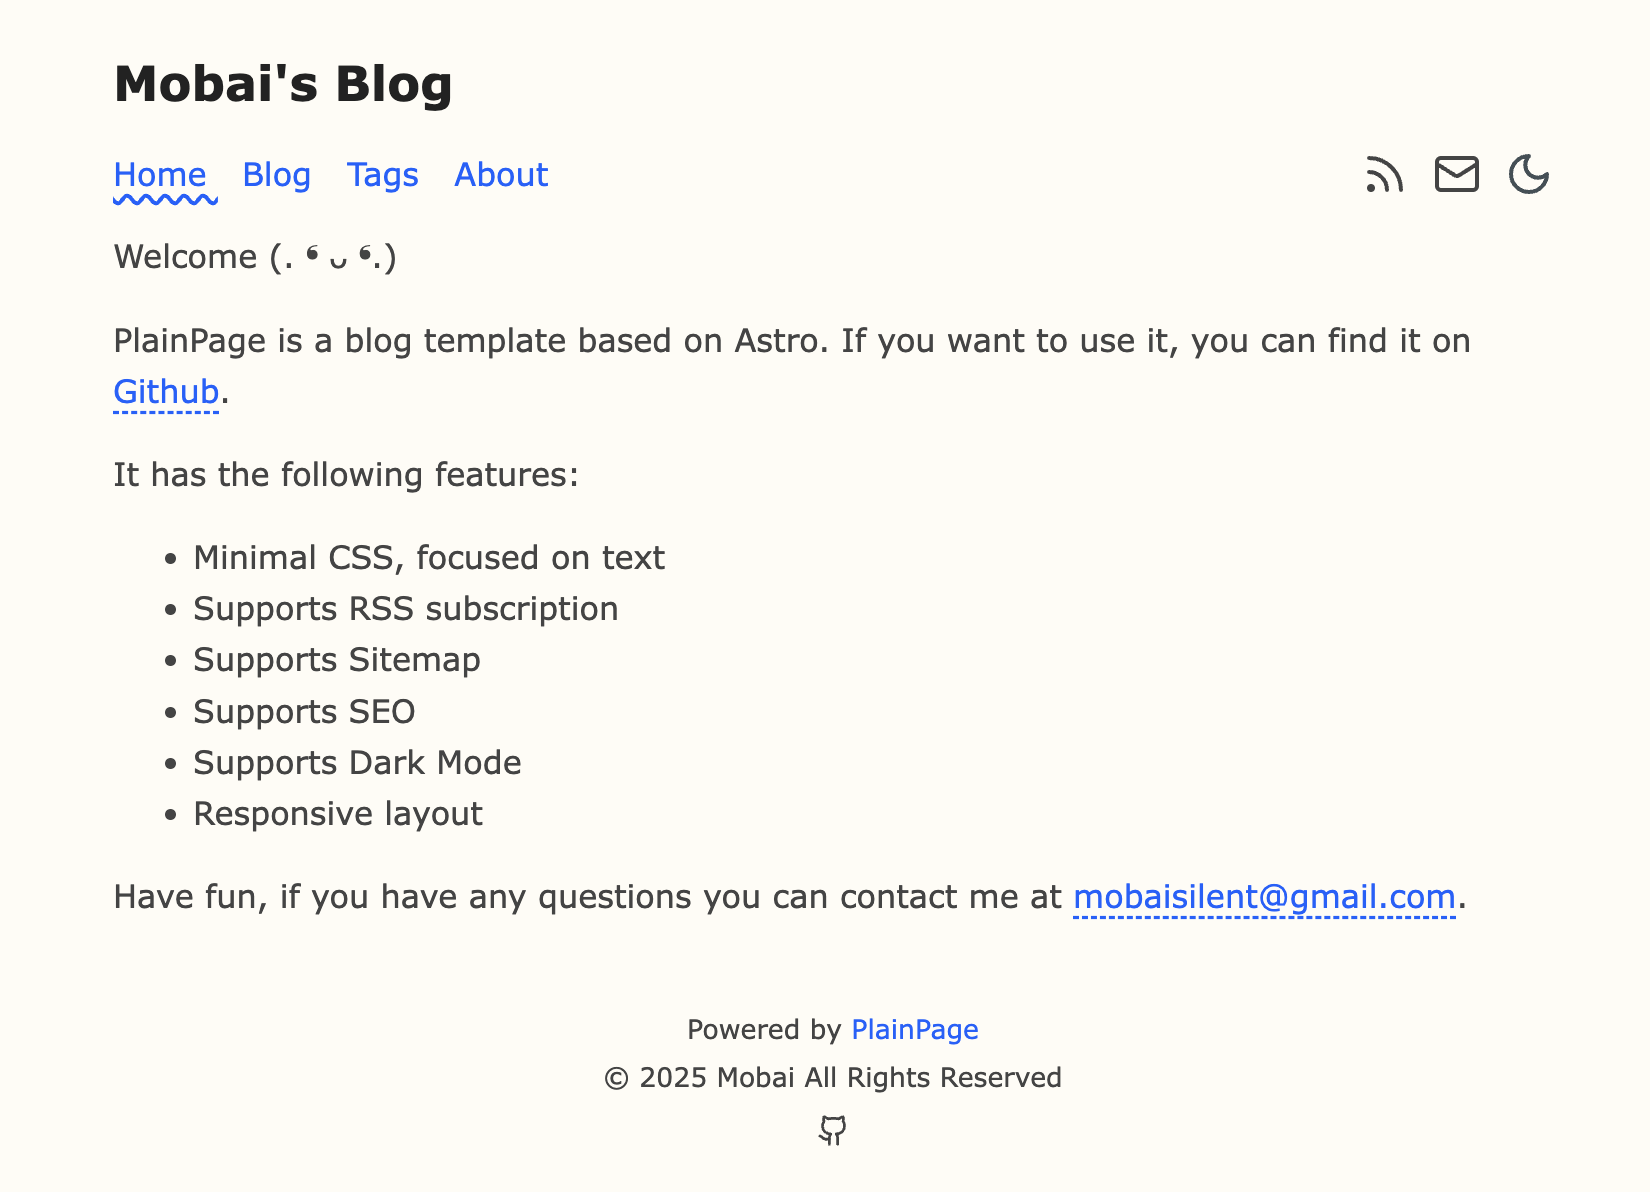 Mobai's Blog
Home Blog Tags About
Welcome (. ❛ ᴗ ❛.)
PlainPage is a blog template based on Astro. If you want to use it, you can find it on
Github.
It has the following features:
• Minimal CSS, focused on text
• Supports RSS subscription
• Supports Sitemap
• Supports SEO
• Supports Dark Mode
• Responsive layout
Have fun, if you have any questions you can contact me at mobaisilent@gmail.com.
Powered by PlainPage
© 2025 Mobai All Rights Reserved